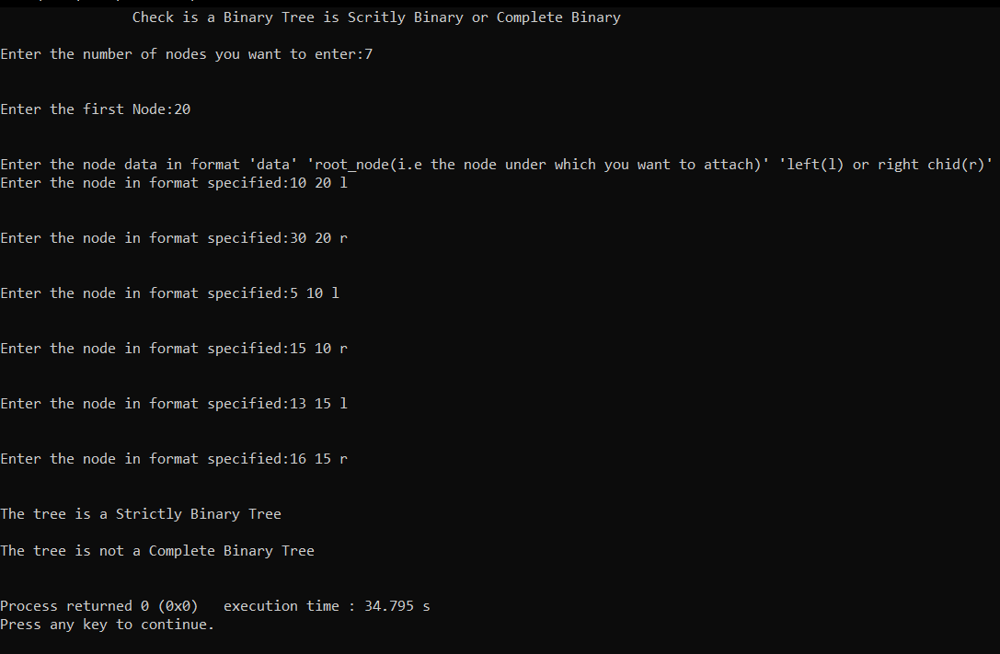 Check is a Binary Tree is Scritly Binary or Complete Binary
Enter the number of nodes you want to enter:7
Enter the first Node:20
Enter the node data in format 'data' 'root_node(i.e the node under which you want to attach)' 'left(l) or right chid(r)'
Enter the node in format specified:10 20 l
Enter the node in format specified:30 20 r
Enter the node in format specified:5 10 l
Enter the node in format specified:15 10 r
Enter the node in format specified:13 15 l
Enter the node in format specified:16 15 r
The tree is a Strictly Binary Tree
The tree is not a Complete Binary Tree
Process returned 0 (0x0)   execution time : 34.795 s
Press any key to continue.